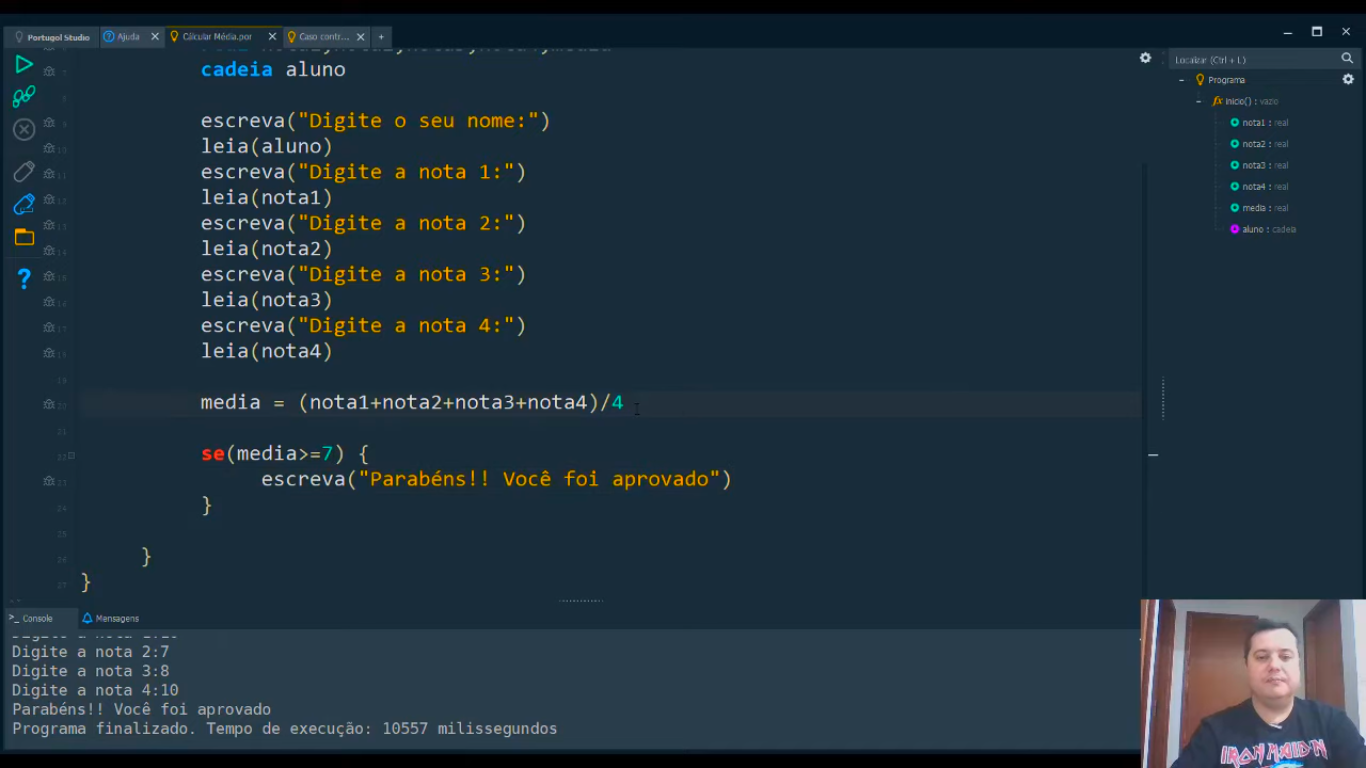 Portugol Studio
Ajuda
Cálcular Média.por
Caso contr...
+
cadeia aluno
escreva("Digite o seu nome:")
leia(aluno)
escreva("Digite a nota 1:")
leia(nota1)
escreva("Digite a nota 2:")
leia(nota2)
escreva("Digite a nota 3:")
leia(nota3)
escreva("Digite a nota 4:")
leia(nota4)
media = (nota1+nota2+nota3+nota4)/4
se(media>=7) {
escreva("Parabéns!! Você foi aprovado")
}
}
}
Localizar (Ctrl + L)
Programa
inicio() : vazio
nota1 : real
nota2 : real
nota3 : real
nota4 : real
media : real
aluno : cadeia
>_ Console
Mensagens
Digite a nota 2:7
Digite a nota 3:8
Digite a nota 4:10
Parabéns!! Você foi aprovado
Programa finalizado. Tempo de execução: 10557 milissegundos
IRON MAIDEN